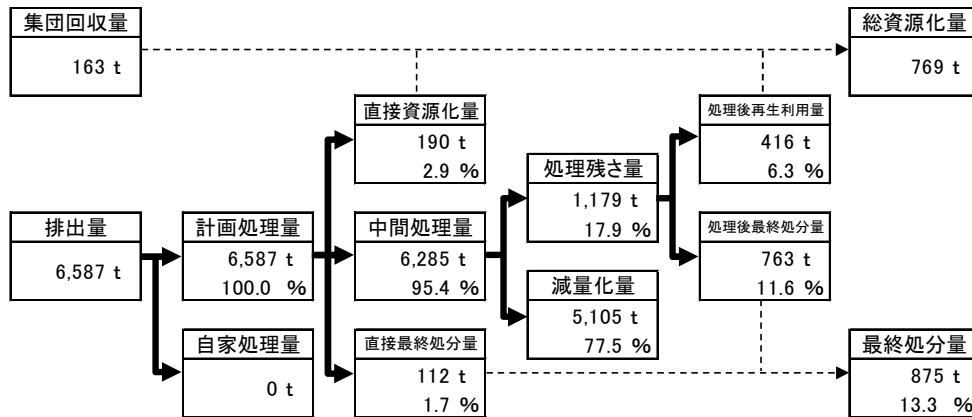 集団回収量
163 t
総資源化量
769 t
直接資源化量
190 t
2.9 %
処理後再生利用量
416 t
6.3 %
処理残さ量
1,179 t
17.9 %
排出量
6,587 t
計画処理量
6,587 t
100.0 %
中間処理量
6,285 t
95.4 %
処理後最終処分量
763 t
11.6 %
減量化量
5,105 t
77.5 %
自家処理量
0 t
直接最終処分量
112 t
1.7 %
最終処分量
875 t
13.3 %